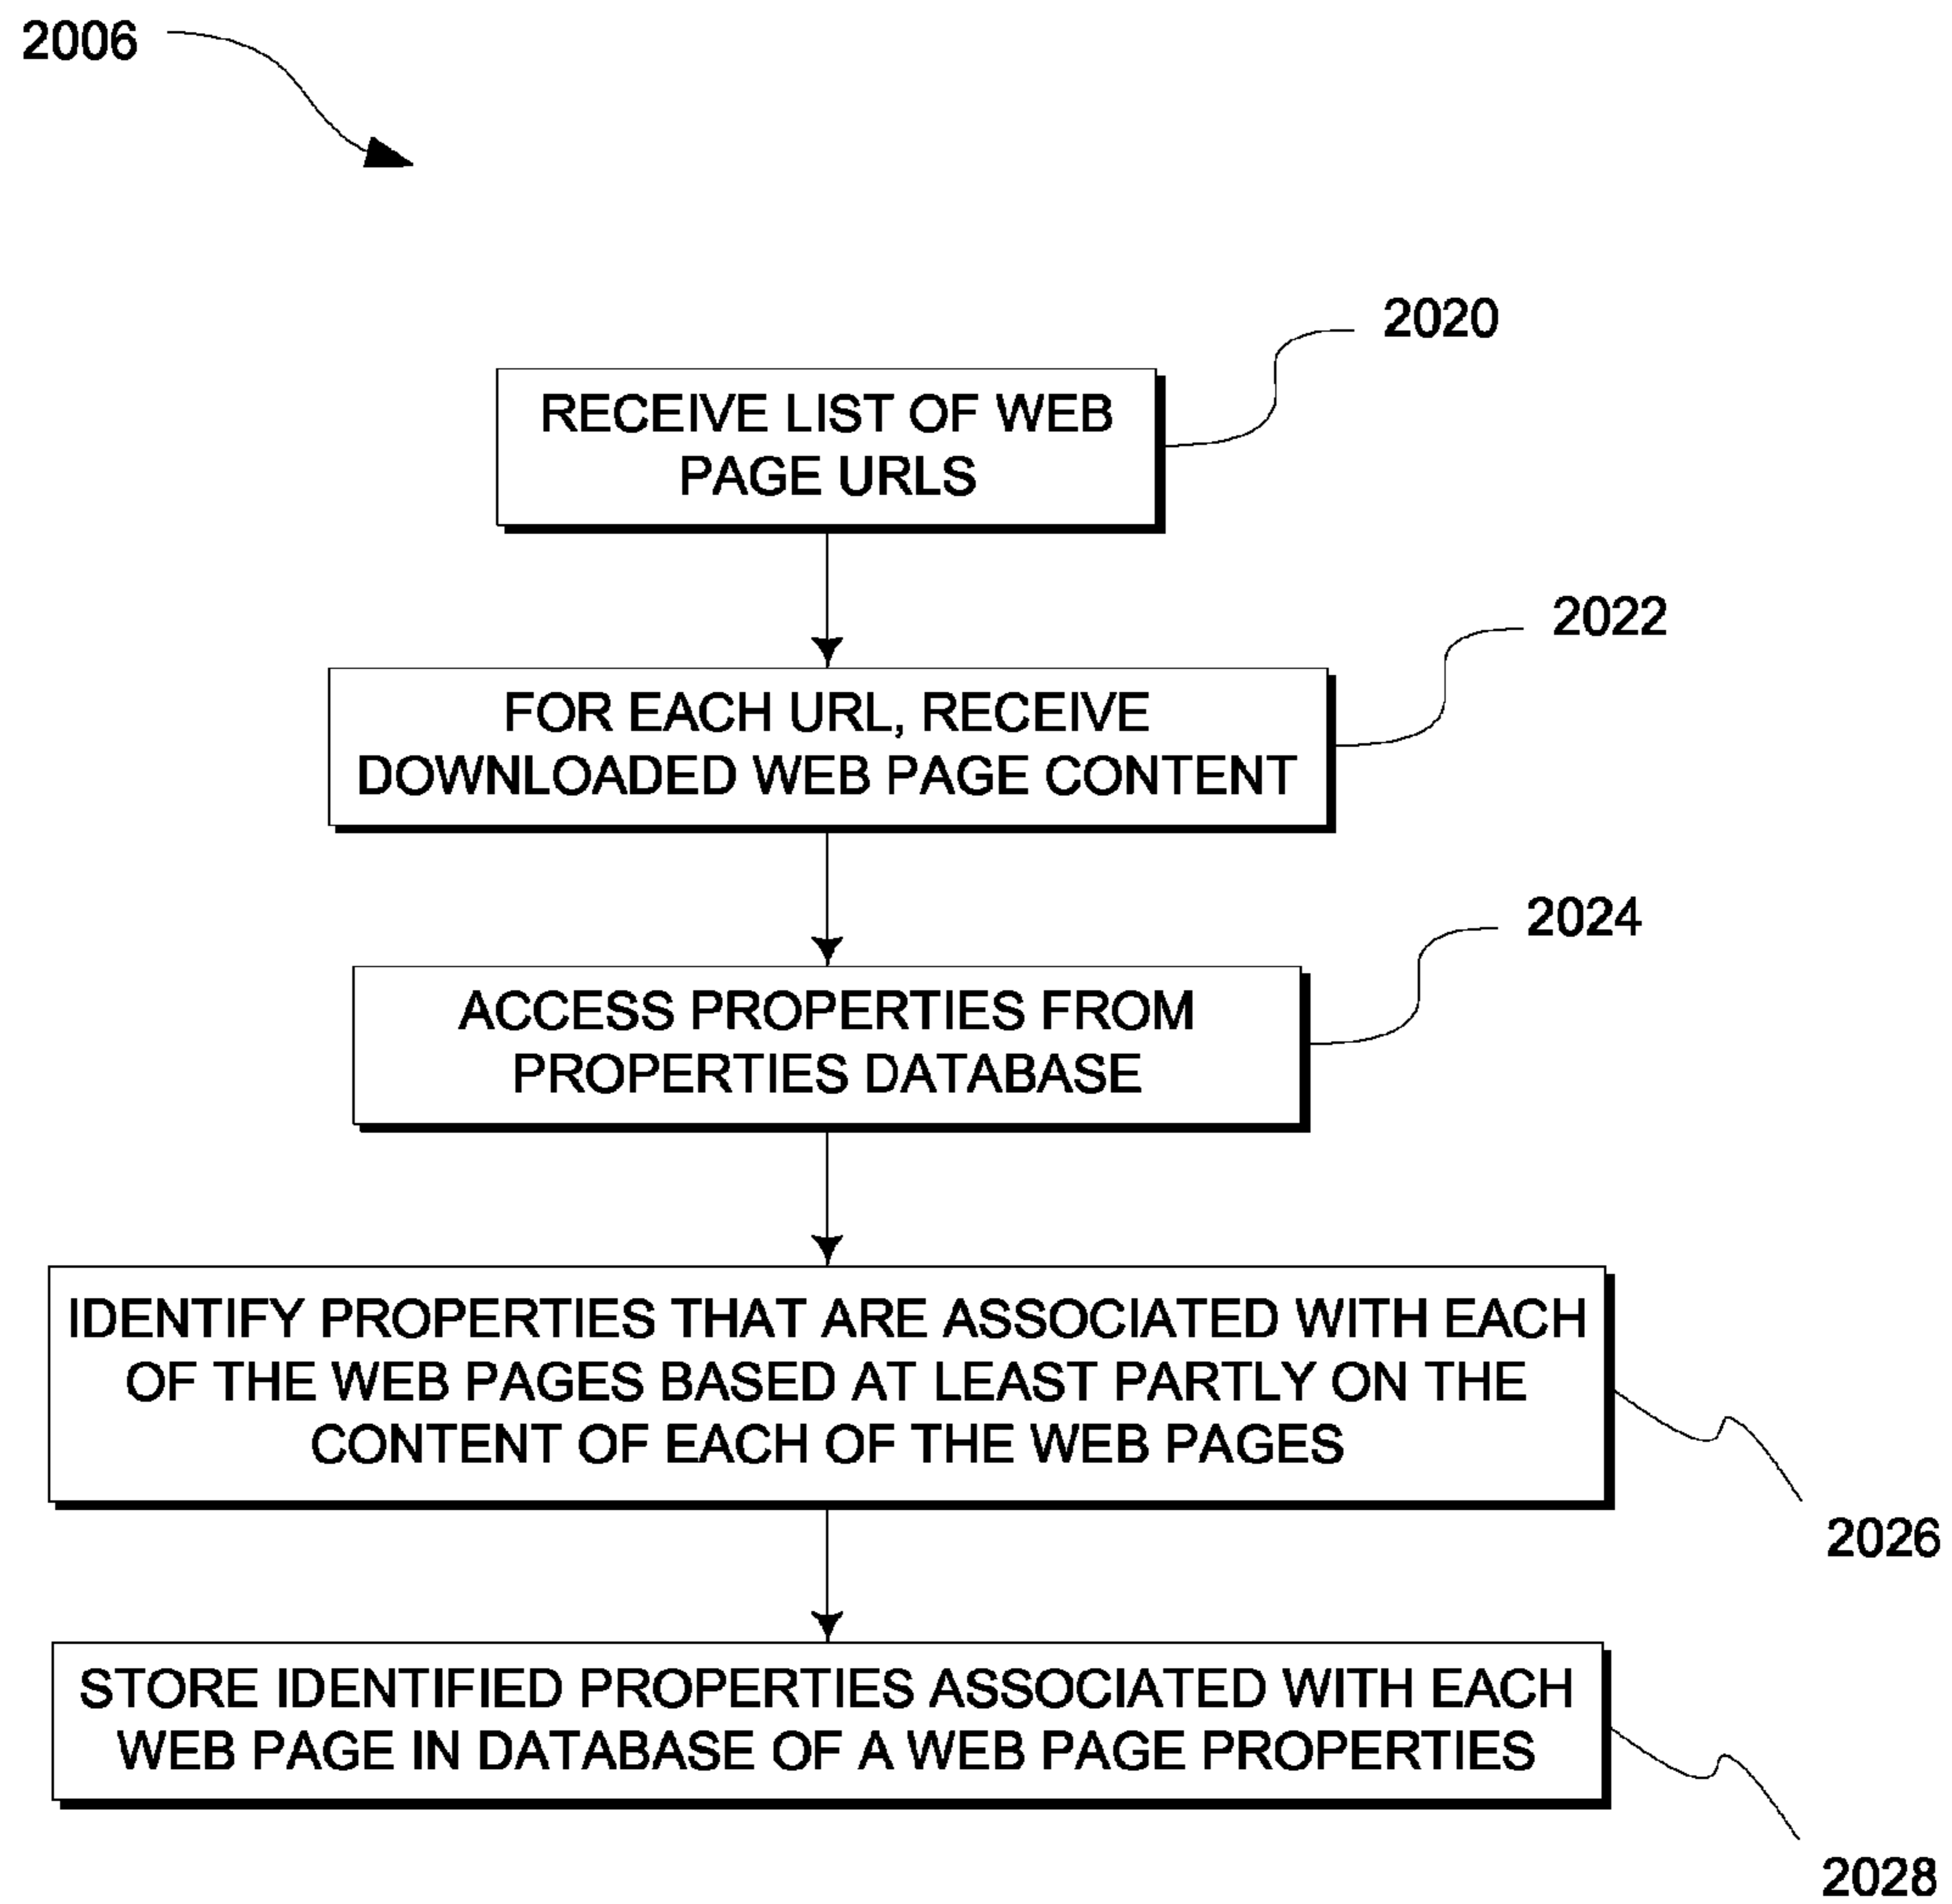 2006
2020
RECEIVE LIST OF WEB
PAGE URLS
2022
FOR EACH URL, RECEIVE
DOWNLOADED WEB PAGE CONTENT
2024
ACCESS PROPERTIES FROM
PROPERTIES DATABASE
IDENTIFY PROPERTIES THAT ARE ASSOCIATED WITH EACH
OF THE WEB PAGES BASED AT LEAST PARTLY ON THE
CONTENT OF EACH OF THE WEB PAGES
2026
STORE IDENTIFIED PROPERTIES ASSOCIATED WITH EACH
WEB PAGE IN DATABASE OF A WEB PAGE PROPERTIES
2028